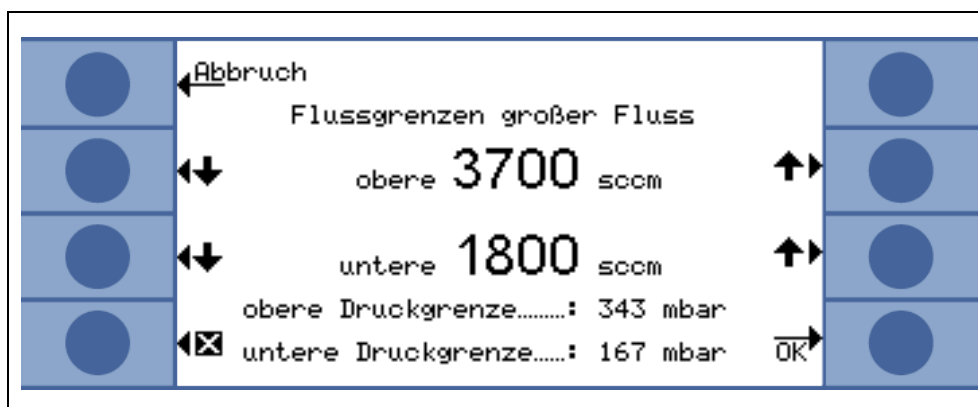 Abbruch
Flussgrenzen großer Fluss
obere 3700 sccm
untere 1800 sccm
obere Druckgrenze........: 343 mbar
untere Druckgrenze.....: 167 mbar
OK